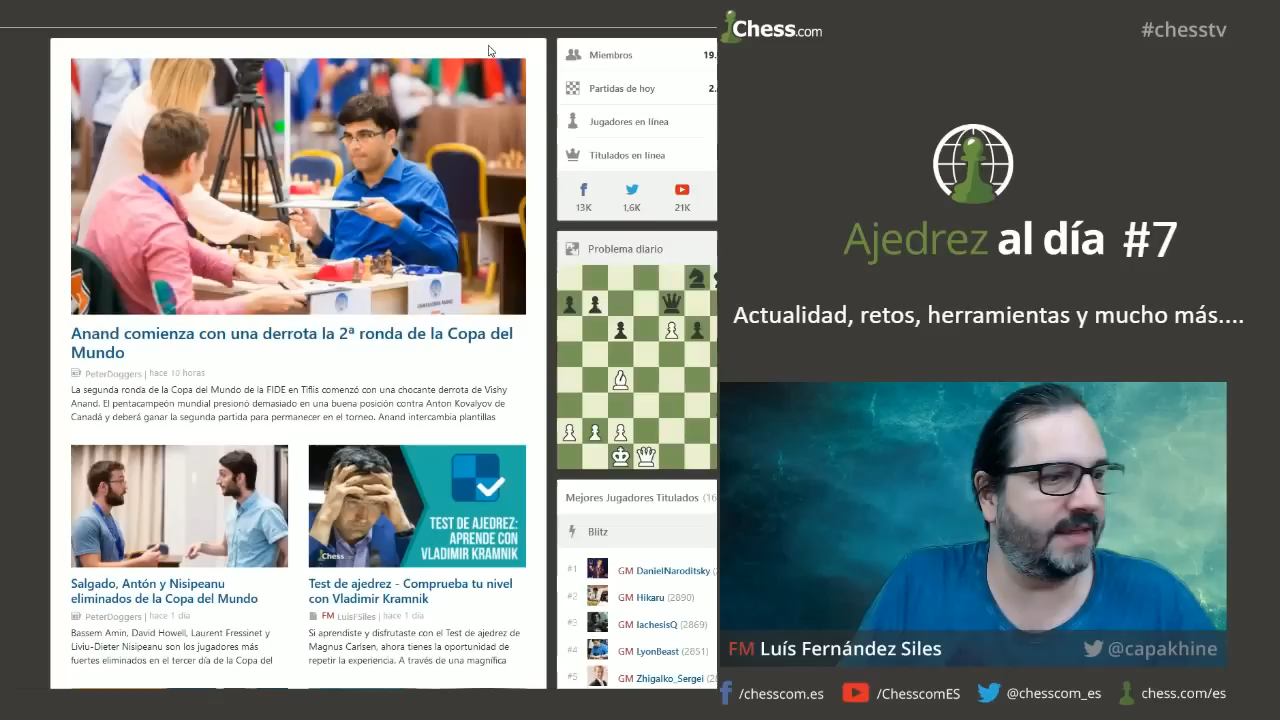 Chess.com
#chesstv
Miembros
19.
Partidas de hoy
2.
Jugadores en línea
Titulados en línea
13K
1,6K
21K
Problema diario
Ajedrez al día #7
Actualidad, retos, herramientas y mucho más....
Anand comienza con una derrota la 2ª ronda de la Copa del
Mundo
PeterDoggers | hace 10 horas
La segunda ronda de la Copa del Mundo de la FIDE en Tiflis comenzó con una chocante derrota de Vishy
Anand. El pentacampeón mundial presionó demasiado en una buena posición contra Anton Kovalyov de
Canadá y deberá ganar la segunda partida para permanecer en el torneo. Anand intercambia plantillas
TEST DE AJEDREZ:
APRENDE CON
VLADIMIR KRAMNIK
Chess
Salgado, Antón y Nisipeanu
eliminados de la Copa del Mundo
PeterDoggers | hace 1 día
Bassem Amin, David Howell, Laurent Fressinet y
Liviu-Dieter Nisipeanu son los jugadores más
fuertes eliminados en el tercer día de la Copa del
Test de ajedrez - Comprueba tu nivel
con Vladimir Kramnik
FM LuisFSiles | hace 1 día
Si aprendiste y disfrutaste con el Test de ajedrez de
Magnus Carlsen, ahora tienes la oportunidad de
repetir la experiencia. A través de una magnífica
Mejores Jugadores Titulados (16
Blitz
#1 GM DanielNaroditsky (
#2 GM Hikaru (2890)
#3 GM lachesisQ (2869)
#4 GM LyonBeast (2851)
#5 GM Zhigalko_Sergei (28
FM Luís Fernández Siles
@capakhine
/chesscom.es
/ChesscomES
@chesscom_es
chess.com/es